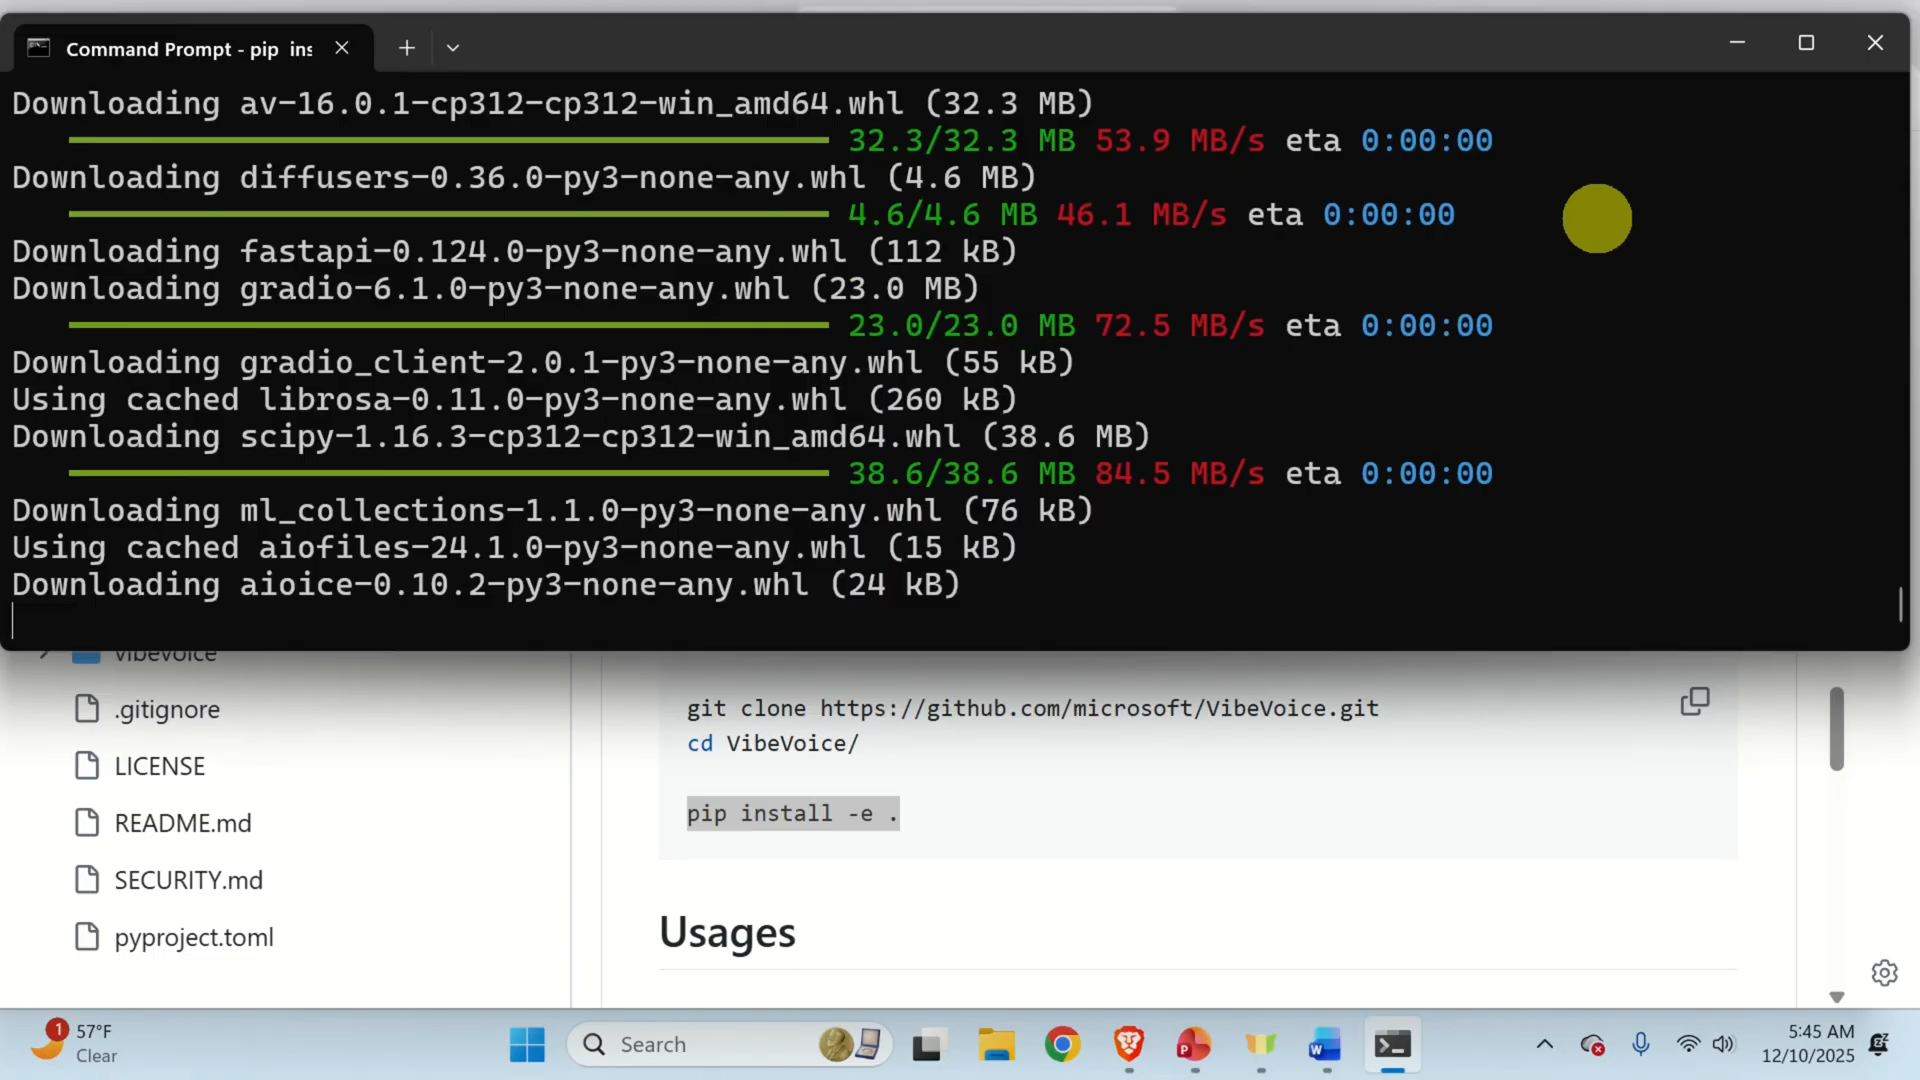 Command Prompt - pip ins
Downloading av-16.0.1-cp312-cp312-win_amd64.whl (32.3 MB)
32.3/32.3 MB 53.9 MB/s eta 0:00:00
Downloading diffusers-0.36.0-py3-none-any.whl (4.6 MB)
4.6/4.6 MB 46.1 MB/s eta 0:00:00
Downloading fastapi-0.124.0-py3-none-any.whl (112 kB)
Downloading gradio-6.1.0-py3-none-any.whl (23.0 MB)
23.0/23.0 MB 72.5 MB/s eta 0:00:00
Downloading gradio_client-2.0.1-py3-none-any.whl (55 kB)
Using cached librosa-0.11.0-py3-none-any.whl (260 kB)
Downloading scipy-1.16.3-cp312-cp312-win_amd64.whl (38.6 MB)
38.6/38.6 MB 84.5 MB/s eta 0:00:00
Downloading ml_collections-1.1.0-py3-none-any.whl (76 kB)
Using cached aiofiles-24.1.0-py3-none-any.whl (15 kB)
Downloading aioice-0.10.2-py3-none-any.whl (24 kB)
vibevoice
.gitignore
LICENSE
README.md
SECURITY.md
pyproject.toml
git clone https://github.com/microsoft/VibeVoice.git
cd VibeVoice/
pip install -e .
Usages
1
57°F
Clear
Search
P
W
5:45 AM
12/10/2025